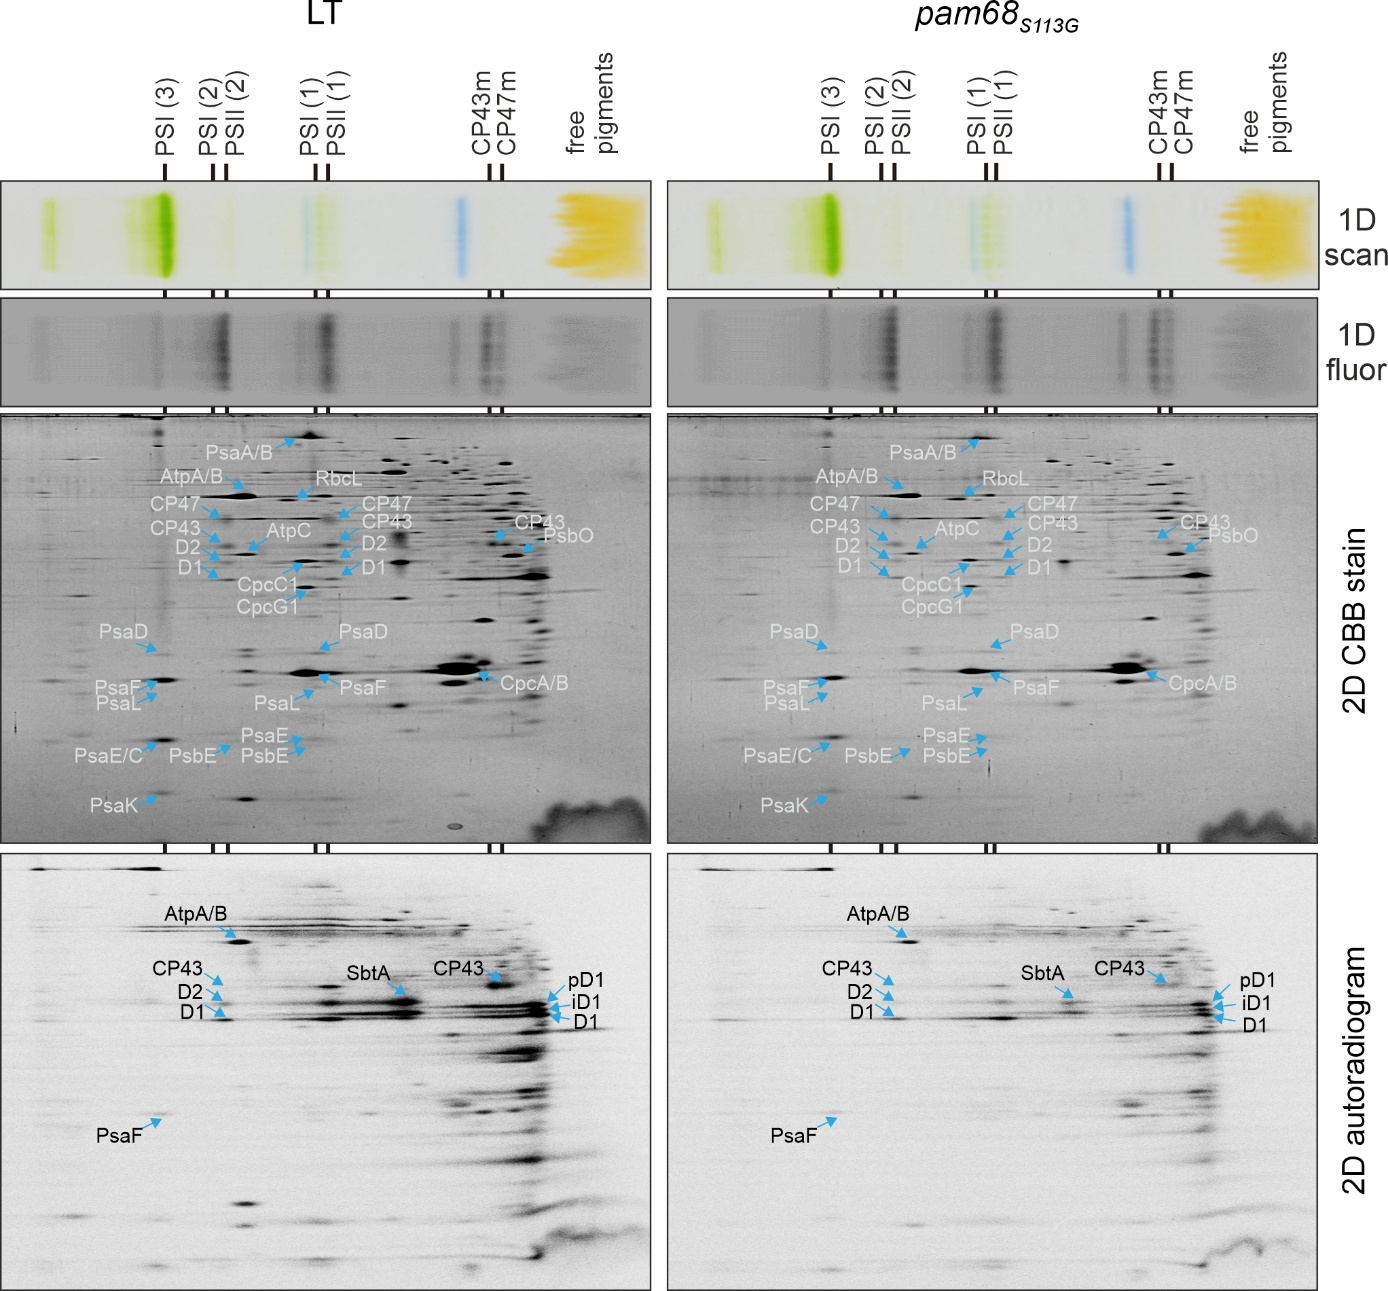 LT
pam68S113G
PSI (3)
PSI (2)
PSII (2)
PSI (1)
PSII (1)
CP43m
CP47m
free
pigments
PSI (3)
PSI (2)
PSII (2)
PSI (1)
PSII (1)
CP43m
CP47m
free
pigments
1D
scan
1D
fluor
PsaA/B
AtpA/B
RbcL
CP47
CP47
CP43
AtpC
CP43
CP43
PsbO
D2
D2
D1
D1
CpcC1
CpcG1
PsaD
PsaD
PsaF
PsaF
CpcA/B
PsaL
PsaL
PsaE
PsaE/C
PsbE
PsbE
PsaK
PsaA/B
AtpA/B
RbcL
CP47
CP47
CP43
AtpC
CP43
CP43
PsbO
D2
D2
D1
D1
CpcC1
CpcG1
PsaD
PsaD
PsaF
PsaF
CpcA/B
PsaL
PsaL
PsaE
PsaE/C
PsbE
PsbE
PsaK
2D CBB stain
AtpA/B
CP43
SbtA
CP43
D2
pD1
iD1
D1
D1
PsaF
AtpA/B
CP43
SbtA
CP43
D2
pD1
iD1
D1
D1
PsaF
2D autoradiogram